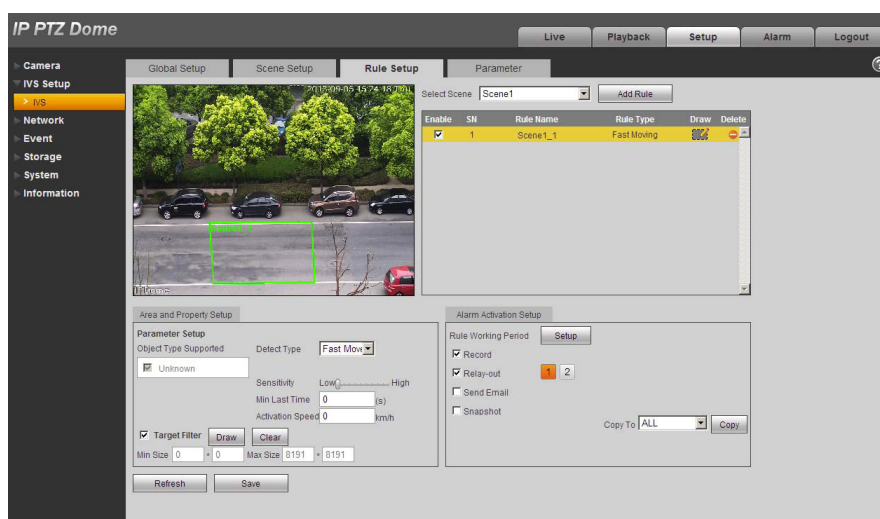 IP PTZ Dome
Live Playback Setup Alarm Logout
Camera
IVS Setup
> IVS
Network
Event
Storage
System
Information
Global Setup Scene Setup Rule Setup Parameter
Select Scene Scene1 Add Rule
Enable SN Rule Name Rule Type Draw Delete
1 Scene1_1 Fast Moving
Area and Property Setup
Parameter Setup
Object Type Supported
Unknown
Detect Type Fast Move
Sensitivity Low High
Min Last Time 0 (s)
Activation Speed 0 km/h
Target Filter Draw Clear
Min Size 0 * 0 Max Size 8191 * 8191
Refresh Save
Alarm Activation Setup
Rule Working Period Setup
Record
Relay-out 1 2
Send Email
Snapshot
Copy To ALL Copy